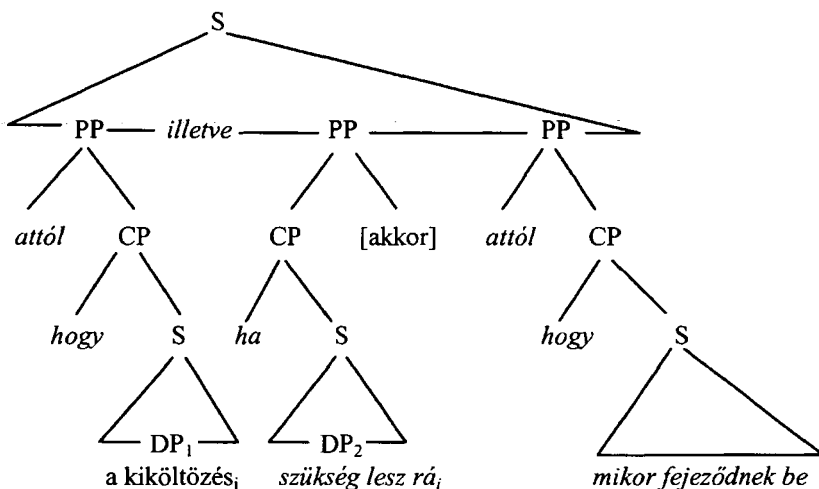 S
PP illetve PP PP
attól CP CP [akkor] attól CP
hogy S ha S hogy S
DP₁ DP₂
a kiköltözésᵢ szükség lesz ráᵢ mikor fejeződnek be